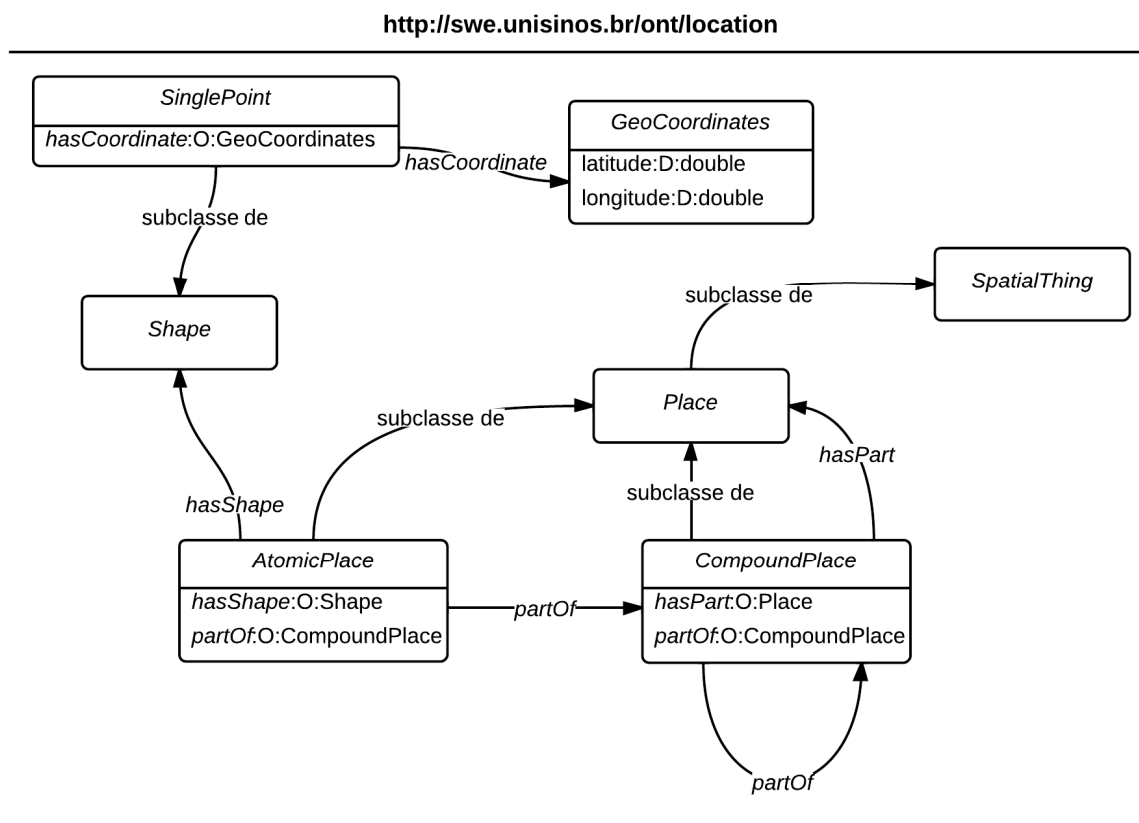 http://swe.unisinos.br/ont/location
SinglePoint
hasCoordinate:O:GeoCoordinates
hasCoordinate
GeoCoordinates
latitude:D:double
longitude:D:double
subclasse de
Shape
subclasse de
SpatialThing
Place
subclasse de
hasPart
subclasse de
hasShape
AtomicPlace
hasShape:O:Shape
partOf:O:CompoundPlace
partOf
CompoundPlace
hasPart:O:Place
partOf:O:CompoundPlace
partOf